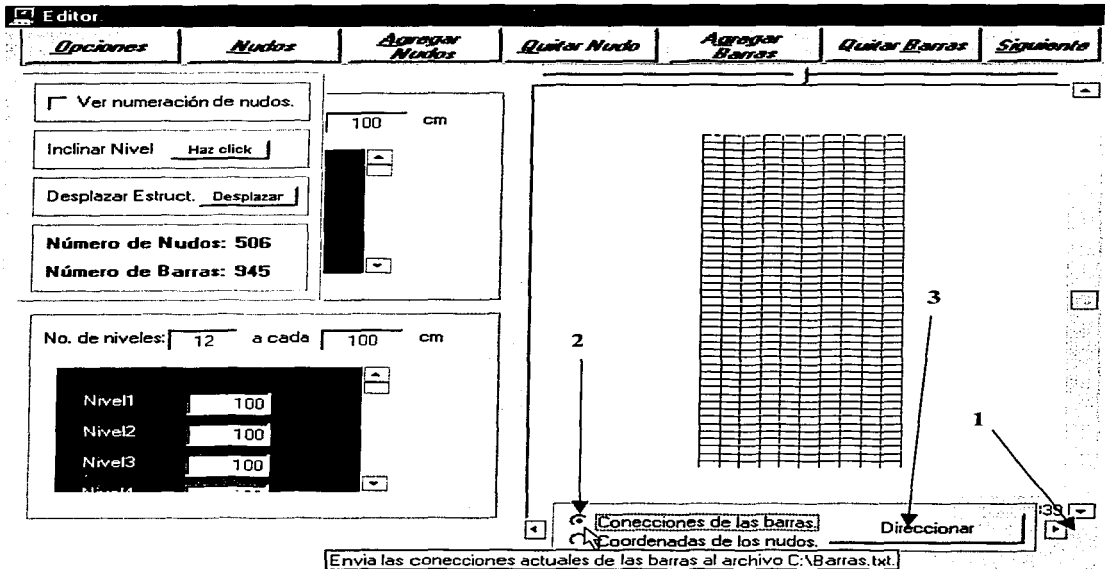 Editor.
Opciones Nudos Agregar Nudos Quitar Nudo Agregar Barras Quitar Barras Siguiente
Ver numeración de nudos.
100 cm
Inclinar Nivel Haz click
Desplazar Estruct. Desplazar
Número de Nudos: 506
Número de Barras: 945
3
No. de niveles: 12 a cada 100 cm
2
Nivel1 100
1
Nivel2 100
Nivel3 100
:39
Conecciones de las barras.
Direccionar
Coordenadas de los nudos.
Envia las conecciones actuales de las barras al archivo C:\Barras.txt.